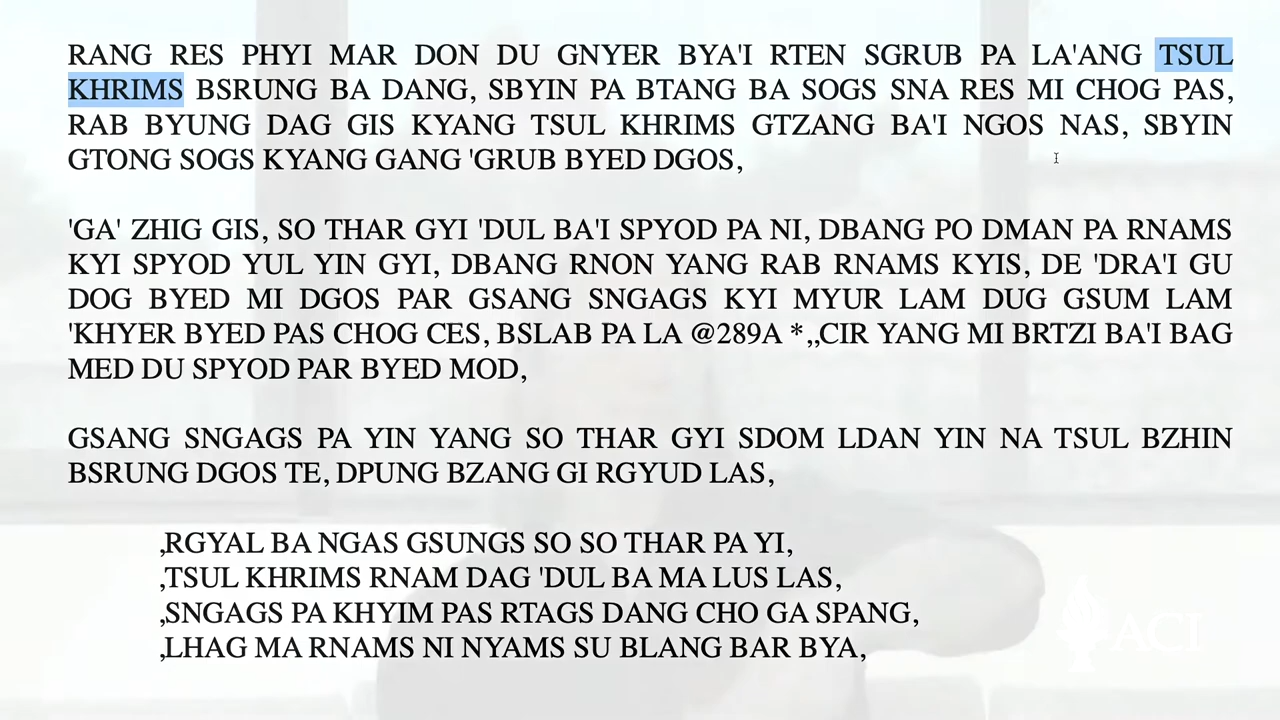 RANG RES PHYI MAR DON DU GNYER BYA'I RTEN SGRUB PA LA'ANG TSUL
KHRIMS BSRUNG BA DANG, SBYIN PA BTANG BA SOGS SNA RES MI CHOG PAS,
RAB BYUNG DAG GIS KYANG TSUL KHRIMS GTZANG BA'I NGOS NAS, SBYIN
GTONG SOGS KYANG GANG 'GRUB BYED DGOS,
'GA' ZHIG GIS, SO THAR GYI 'DUL BA'I SPYOD PA NI, DBANG PO DMAN PA RNAMS
KYI SPYOD YUL YIN GYI, DBANG RNON YANG RAB RNAMS KYIS, DE 'DRA'I GU
DOG BYED MI DGOS PAR GSANG SNGAGS KYI MYUR LAM DUG GSUM LAM
'KHYER BYED PAS CHOG CES, BSLAB PA LA @289A *,,CIR YANG MI BRTZI BA'I BAG
MED DU SPYOD PAR BYED MOD,
GSANG SNGAGS PA YIN YANG SO THAR GYI SDOM LDAN YIN NA TSUL BZHIN
BSRUNG DGOS TE, DPUNG BZANG GI RGYUD LAS,
,RGYAL BA NGAS GSUNGS SO SO THAR PA YI,
,TSUL KHRIMS RNAM DAG 'DUL BA MA LUS LAS,
,SNGAGS PA KHYIM PAS RTAGS DANG CHO GA SPANG,
,LHAG MA RNAMS NI NYAMS SU BLANG BAR BYA,
ACI